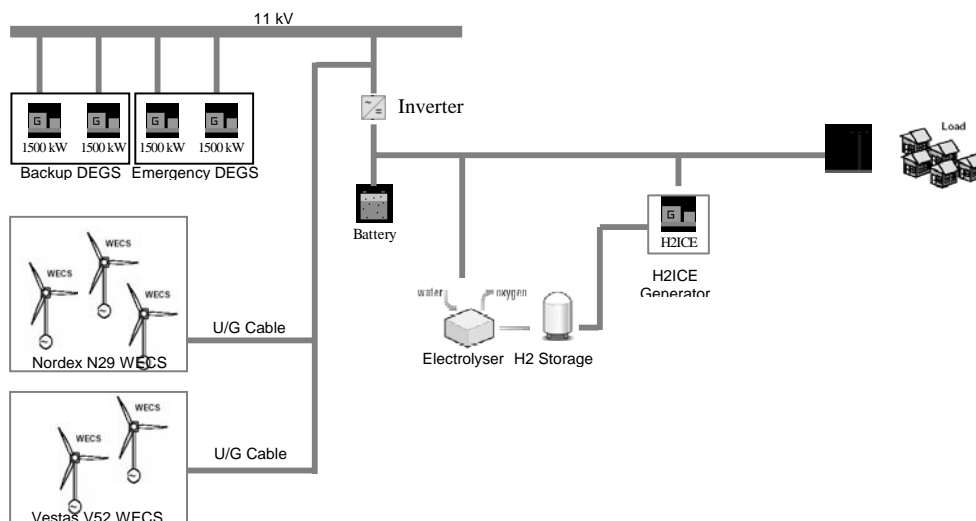 11 kV
Inverter
G
G
G
G
1500 kW
1500 kW
1500 kW
1500 kW
Backup DEGS
Emergency DEGS
Load
Battery
G
H2ICE
H2ICE
Generator
WECS
WECS
WECS
Nordex N29 WECS
U/G Cable
water
oxygen
Electrolyser
H2 Storage
WECS
WECS
Vestas V52 WECS
U/G Cable